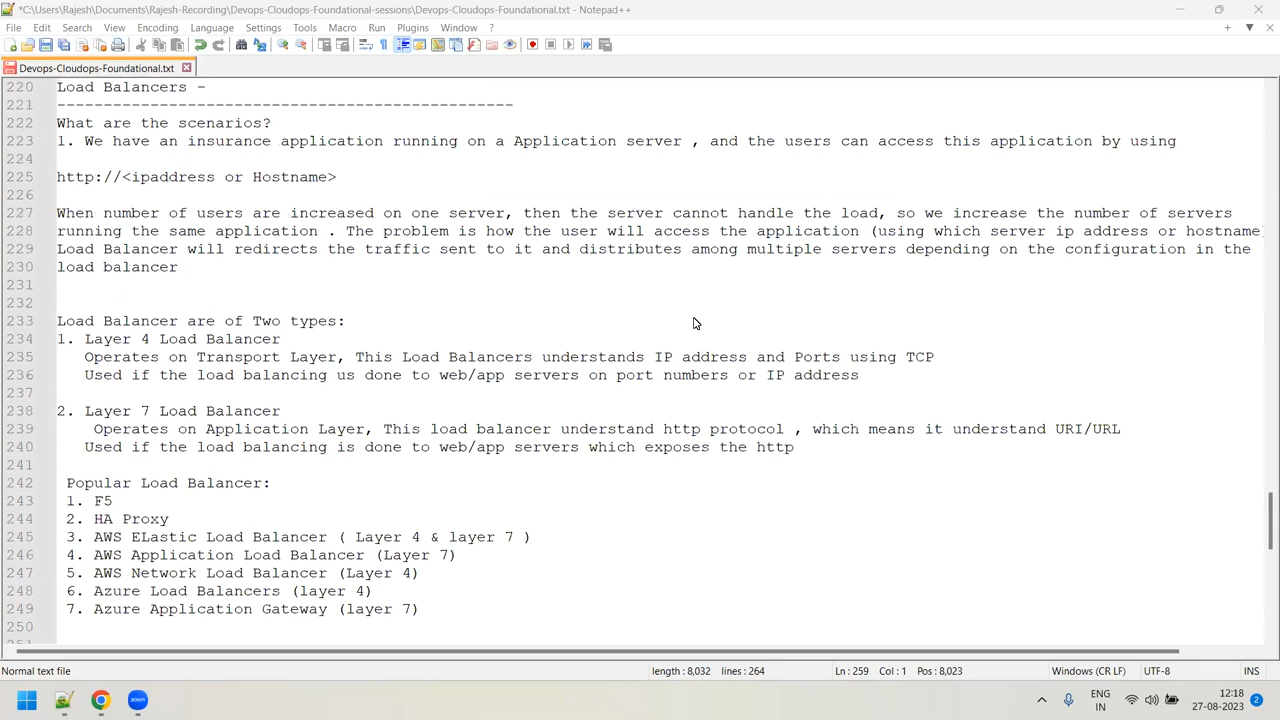 *C:\Users\Rajesh\Documents\Rajesh-Recording\Devops-Cloudops-Foundational-sessions\Devops-Cloudops-Foundational.txt - Notepad++
File Edit Search View Encoding Language Settings Tools Macro Run Plugins Window ?
Devops-Cloudops-Foundational.txt
220 Load Balancers -
221 -------------------------------------------------
222 What are the scenarios?
223 1. We have an insurance application running on a Application server , and the users can access this application by using
224
225 http://<ipaddress or Hostname>
226
227 When number of users are increased on one server, then the server cannot handle the load, so we increase the number of servers
228 running the same application . The problem is how the user will access the application (using which server ip address or hostname)
229 Load Balancer will redirects the traffic sent to it and distributes among multiple servers depending on the configuration in the
230 load balancer
231
232
233 Load Balancer are of Two types:
234 1. Layer 4 Load Balancer
235 Operates on Transport Layer, This Load Balancers understands IP address and Ports using TCP
236 Used if the load balancing us done to web/app servers on port numbers or IP address
237
238 2. Layer 7 Load Balancer
239 Operates on Application Layer, This load balancer understand http protocol , which means it understand URI/URL
240 Used if the load balancing is done to web/app servers which exposes the http
241
242 Popular Load Balancer:
243 1. F5
244 2. HA Proxy
245 3. AWS ELastic Load Balancer ( Layer 4 & layer 7 )
246 4. AWS Application Load Balancer (Layer 7)
247 5. AWS Network Load Balancer (Layer 4)
248 6. Azure Load Balancers (layer 4)
249 7. Azure Application Gateway (layer 7)
250
251
Normal text file length : 8,032 lines : 264 Ln : 259 Col : 1 Pos : 8,023 Windows (CR LF) UTF-8 INS
zoom ENG IN 12:18 27-08-2023 2